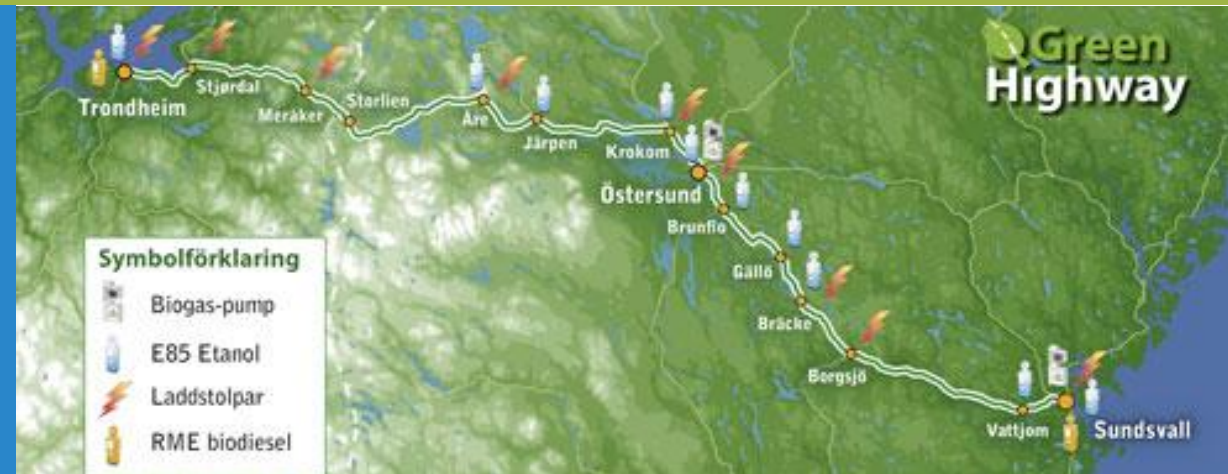 Green
Highway
Trondheim
Stjørdal
Meråker
Storlien
Åre
Järpen
Krokom
Östersund
Brunflo
Gällö
Bräcke
Borgsjö
Vattjom
Sundsvall
Symbolförklaring
Biogas-pump
E85 Etanol
Laddstolpar
RME biodiesel